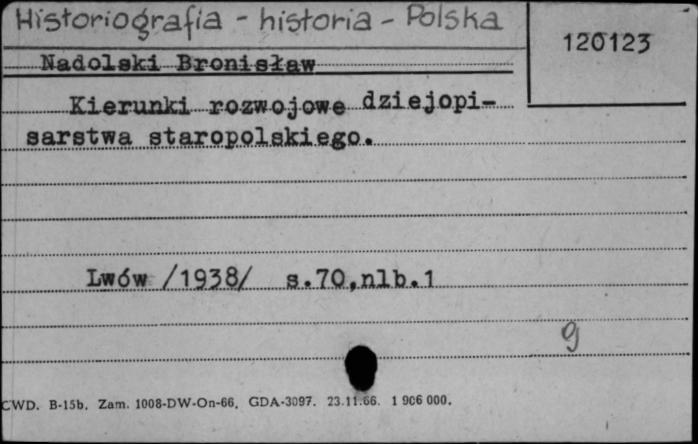 Historiografia - historia - Polska
120123
Nadolski Bronisław
Kierunki rozwojowe dziejopi-
sarstwa staropolskiego.
Lwów /1938/ s.70,nlb.1
g
CWD. B-15b. Zam. 1008-DW-On-66. GDA-3097. 23.11.66. 1 906 000.